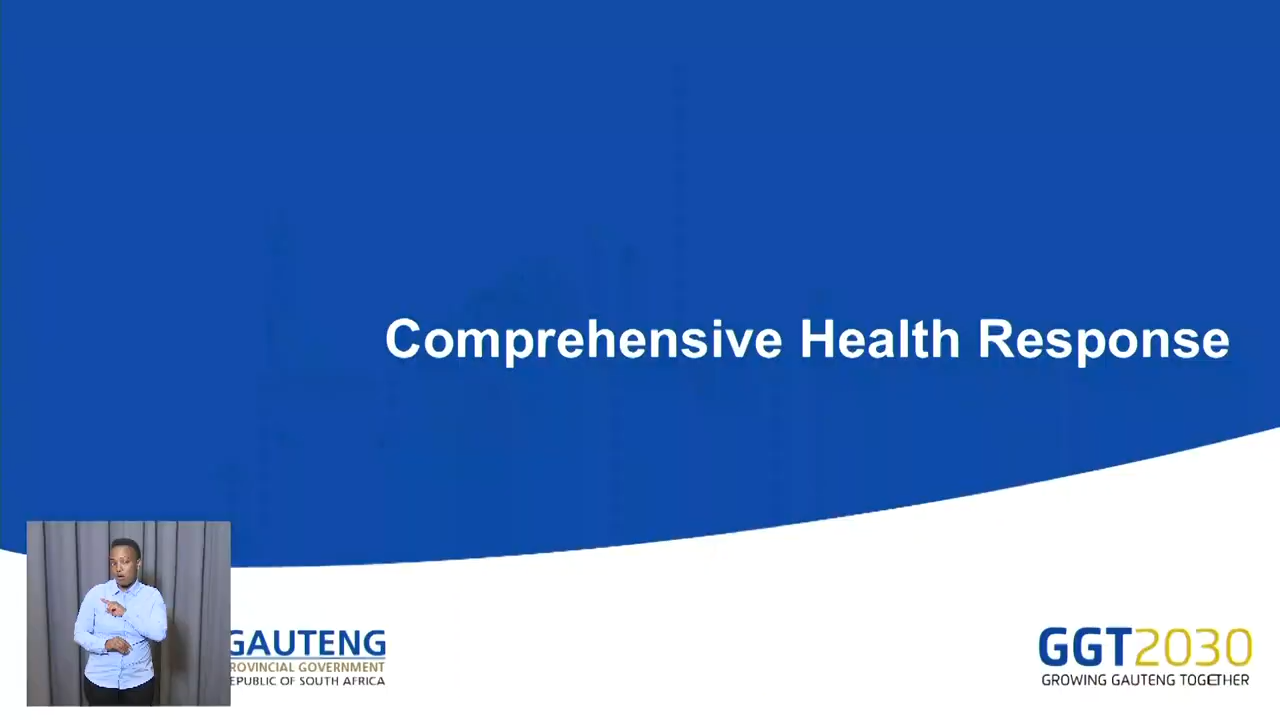 Comprehensive Health Response
GAUTENG
ROVINCIAL GOVERNMENT
EPUBLIC OF SOUTH AFRICA
GGT2030
GROWING GAUTENG TOGETHER